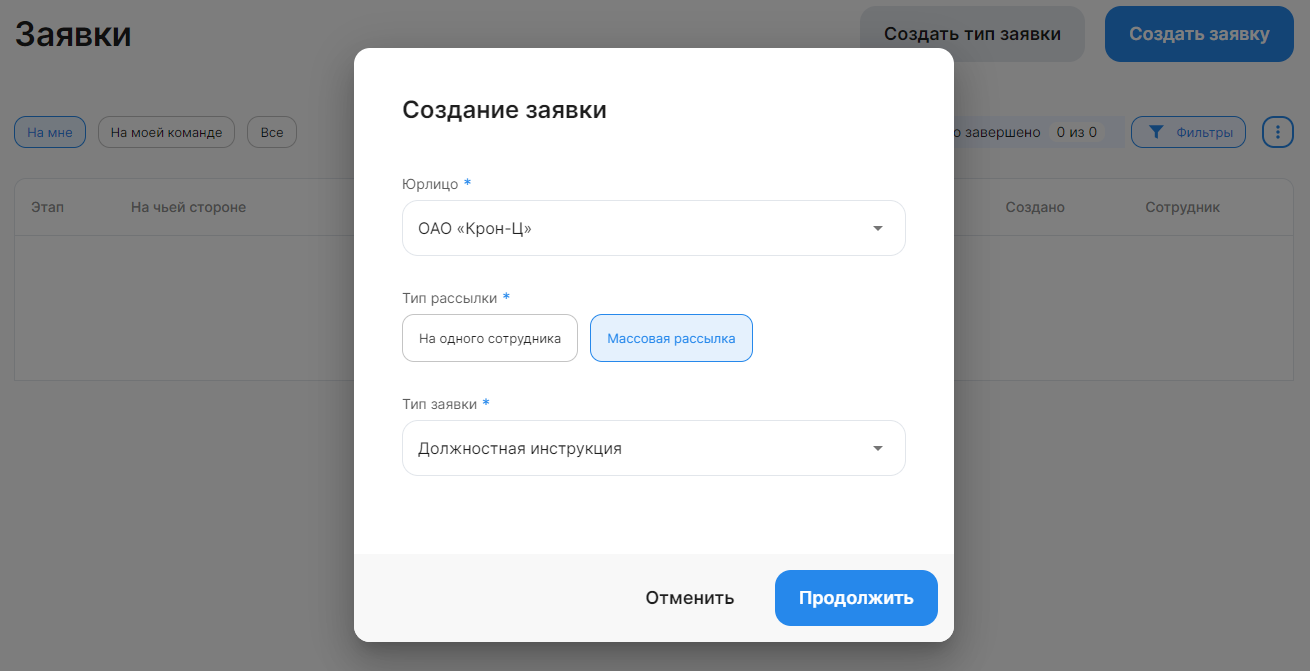 Заявки
Создать тип заявки
Создать заявку
На мне
На моей команде
Все
о завершено 0 из 0
Фильтры
Этап
На чьей стороне
Создано
Сотрудник
Создание заявки
Юрлицо *
ОАО «Крон-Ц»
Тип рассылки *
На одного сотрудника
Массовая рассылка
Тип заявки *
Должностная инструкция
Отменить
Продолжить